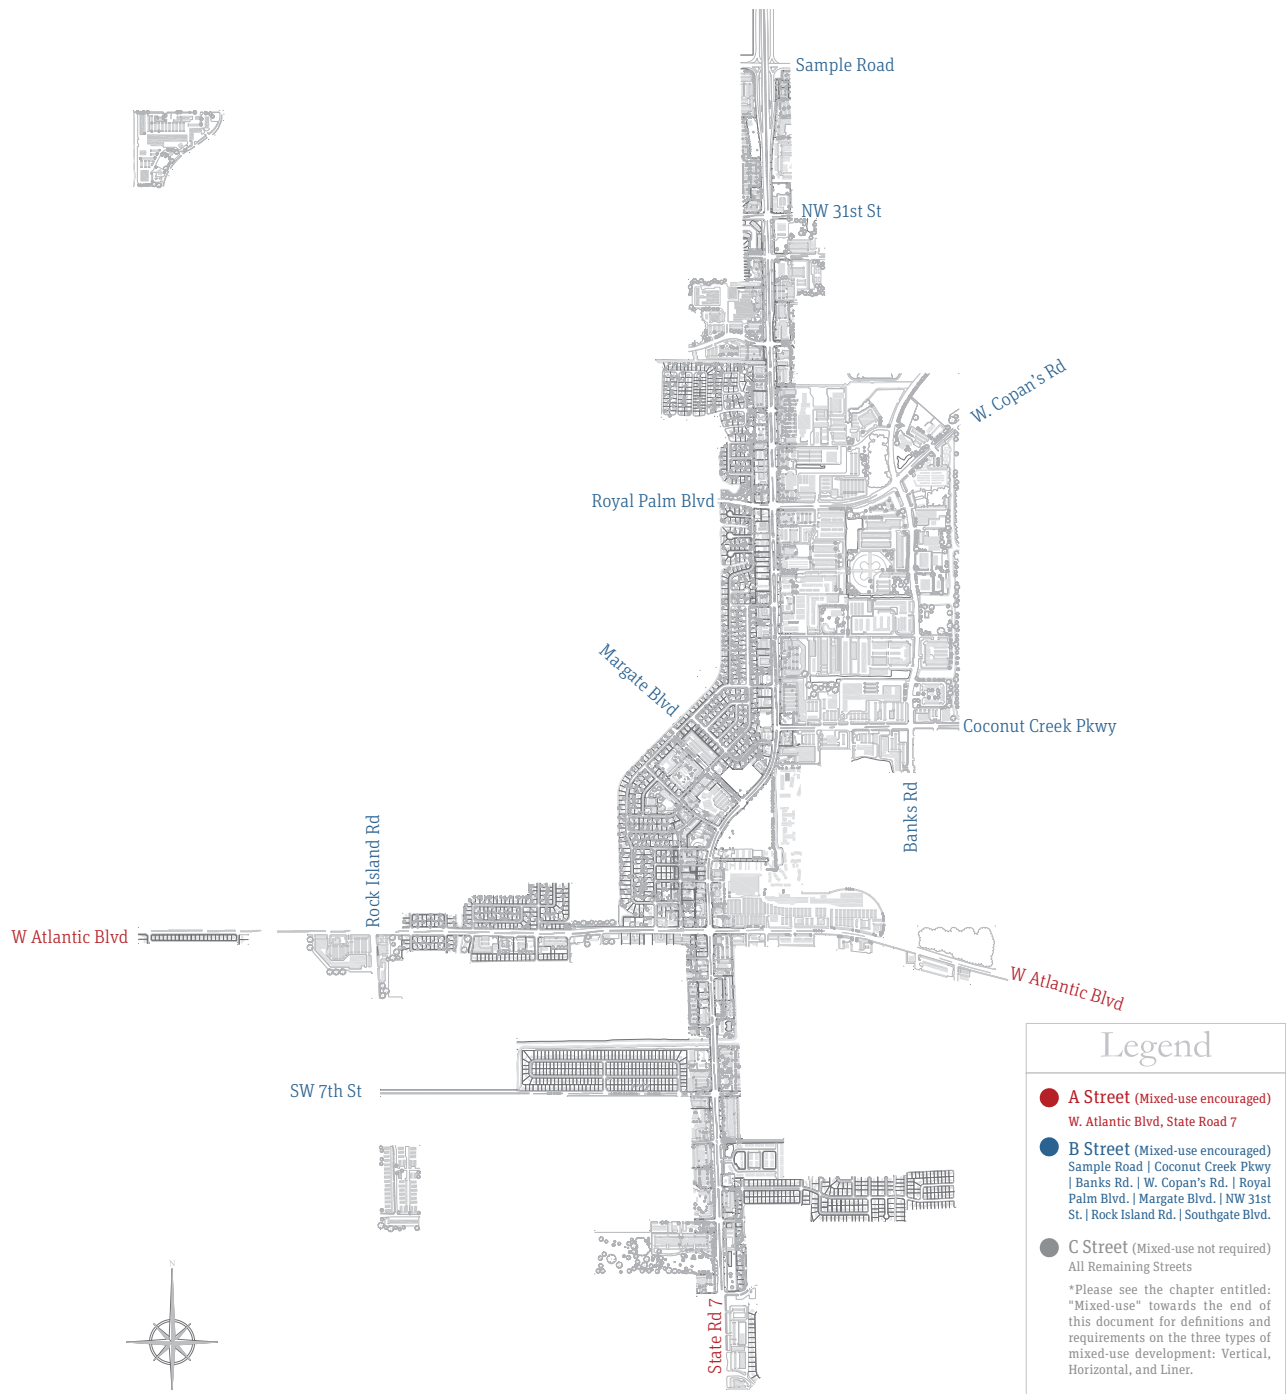 Sample Road
NW 31st St
W. Copan's Rd
Royal Palm Blvd
Margate Blvd
Coconut Creek Pkwy
Banks Rd
Rock Island Rd
W Atlantic Blvd
W Atlantic Blvd
SW 7th St
State Rd 7
N
Legend
A Street (Mixed-use encouraged)
W. Atlantic Blvd, State Road 7
B Street (Mixed-use encouraged)
Sample Road | Coconut Creek Pkwy
| Banks Rd. | W. Copan's Rd. | Royal
Palm Blvd. | Margate Blvd. | NW 31st
St. | Rock Island Rd. | Southgate Blvd.
C Street (Mixed-use not required)
All Remaining Streets
*Please see the chapter entitled:
"Mixed-use" towards the end of
this document for definitions and
requirements on the three types of
mixed-use development: Vertical,
Horizontal, and Liner.